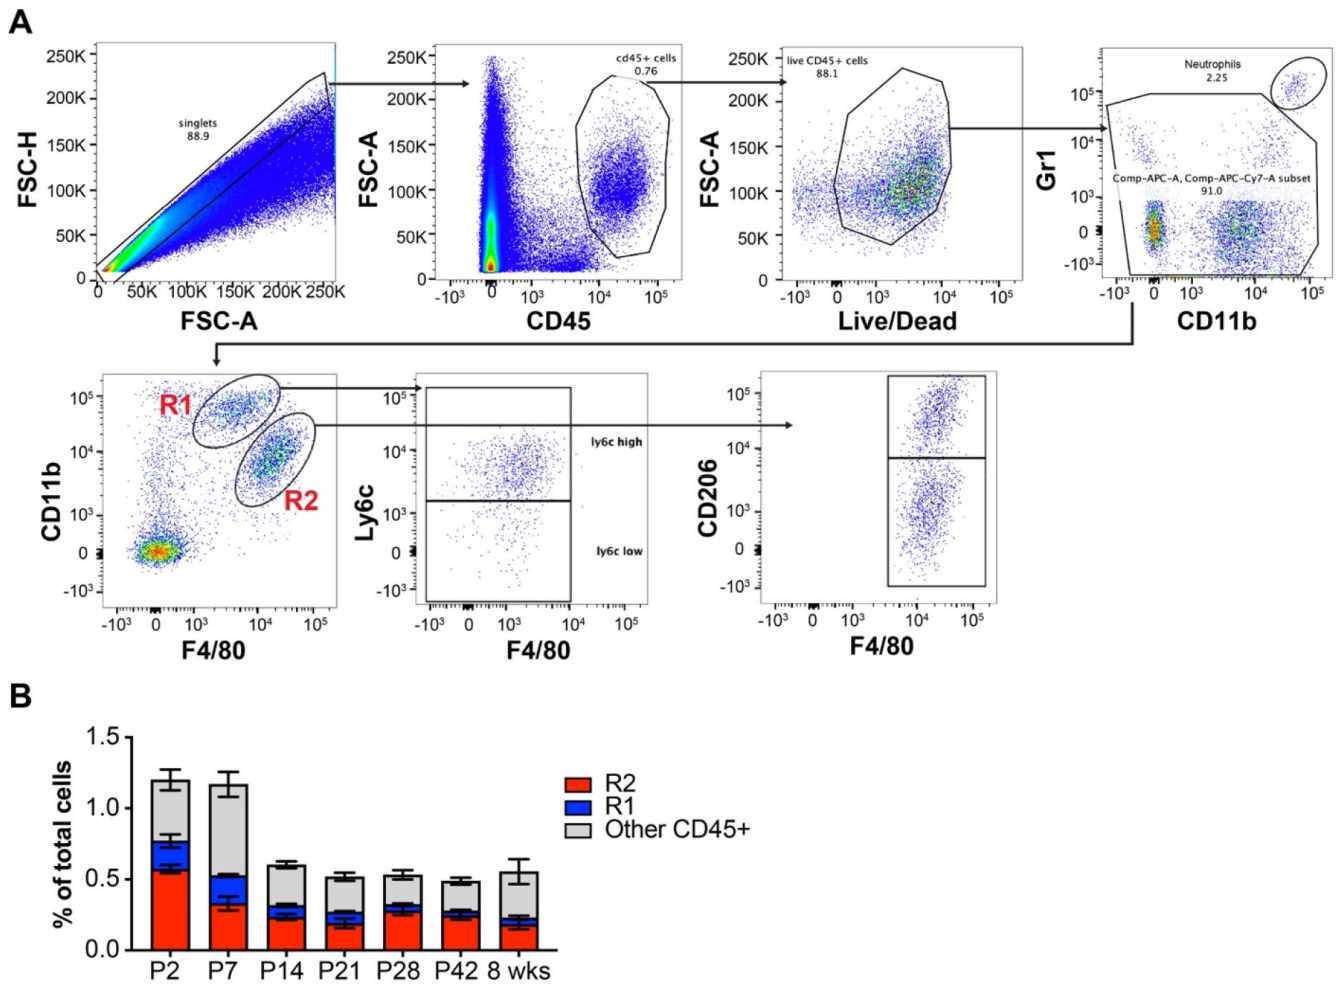 A
250K
200K
150K
100K
50K
0
FSC-H
singlets
88.9
0 50K 100K 150K 200K 250K
FSC-A
250K
200K
150K
100K
50K
0
FSC-A
cd45+ cells
0.76
-10³ 0 10³ 10⁴ 10⁵
CD45
250K
200K
150K
100K
50K
0
FSC-A
live CD45+ cells
88.1
-10³ 0 10³ 10⁴ 10⁵
Live/Dead
10⁵
10⁴
10³
0
-10³
Gr1
Neutrophils
2.25
Comp-APC-A, Comp-APC-Cy7-A subset
91.0
-10³ 0 10³ 10⁴ 10⁵
CD11b
10⁵
10⁴
10³
0
-10³
CD11b
R1
R2
-10³ 0 10³ 10⁴ 10⁵
F4/80
10⁵
10⁴
10³
0
-10³
Ly6c
ly6c high
ly6c low
-10³ 0 10³ 10⁴ 10⁵
F4/80
10⁵
10⁴
10³
0
-10³
CD206
-10³ 0 10³ 10⁴ 10⁵
F4/80
B
1.5
1.0
0.5
0.0
% of total cells
R2
R1
Other CD45+
P2 P7 P14 P21 P28 P42 8 wks